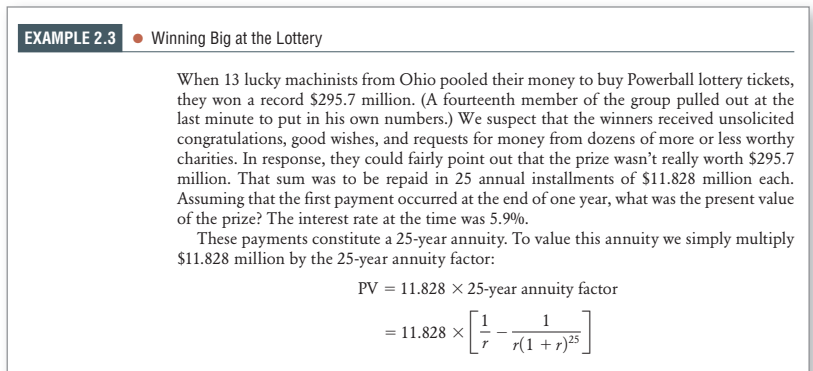 EXAMPLE 2.3 ● Winning Big at the Lottery
When 13 lucky machinists from Ohio pooled their money to buy Powerball lottery tickets,
they won a record $295.7 million. (A fourteenth member of the group pulled out at the
last minute to put in his own numbers.) We suspect that the winners received unsolicited
congratulations, good wishes, and requests for money from dozens of more or less worthy
charities. In response, they could fairly point out that the prize wasn’t really worth $295.7
million. That sum was to be repaid in 25 annual installments of $11.828 million each.
Assuming that the first payment occurred at the end of one year, what was the present value
of the prize? The interest rate at the time was 5.9%.
These payments constitute a 25-year annuity. To value this annuity we simply multiply
$11.828 million by the 25-year annuity factor:
PV = 11.828 × 25-year annuity factor
= 11.828 × [1/r − 1/r(1 + r)²⁵]